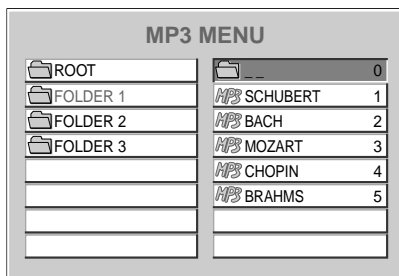 MP3 MENU
ROOT
FOLDER 1
FOLDER 2
FOLDER 3
_ _ 0
MP3 SCHUBERT 1
MP3 BACH 2
MP3 MOZART 3
MP3 CHOPIN 4
MP3 BRAHMS 5